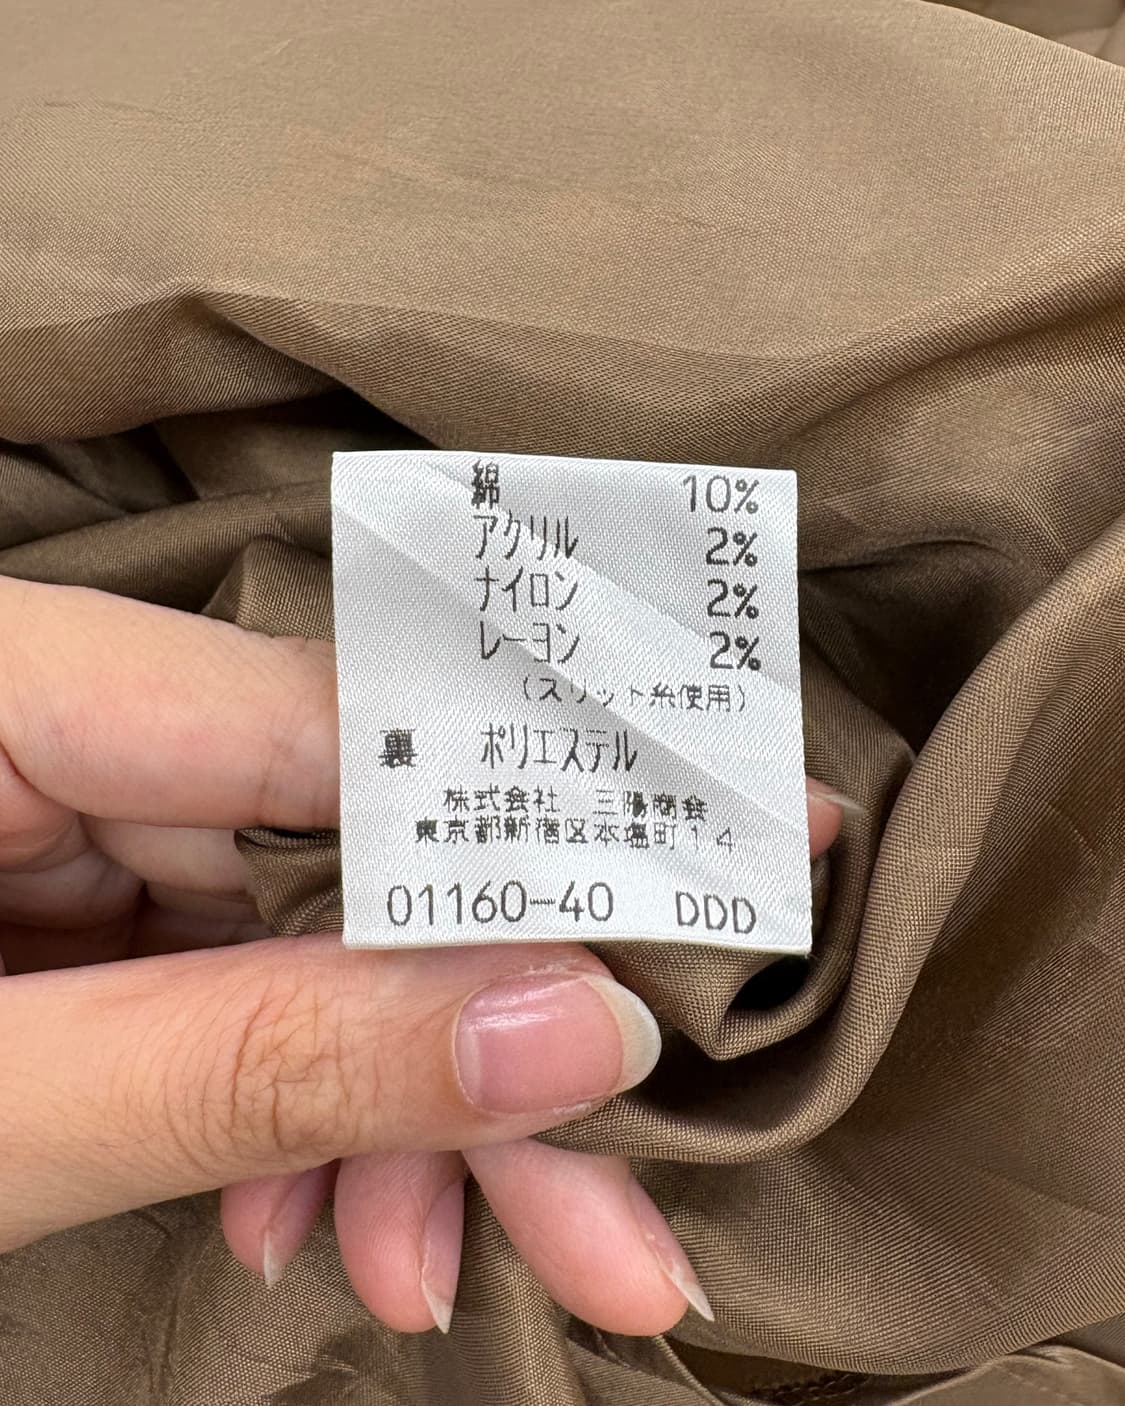 綿 10%
アクリル 2%
ナイロン 2%
レーヨン 2%
(スリット糸使用)
裏 ポリエステル
株式会社 三陽商会
東京都新宿区本塩町14
01160-40 DDD